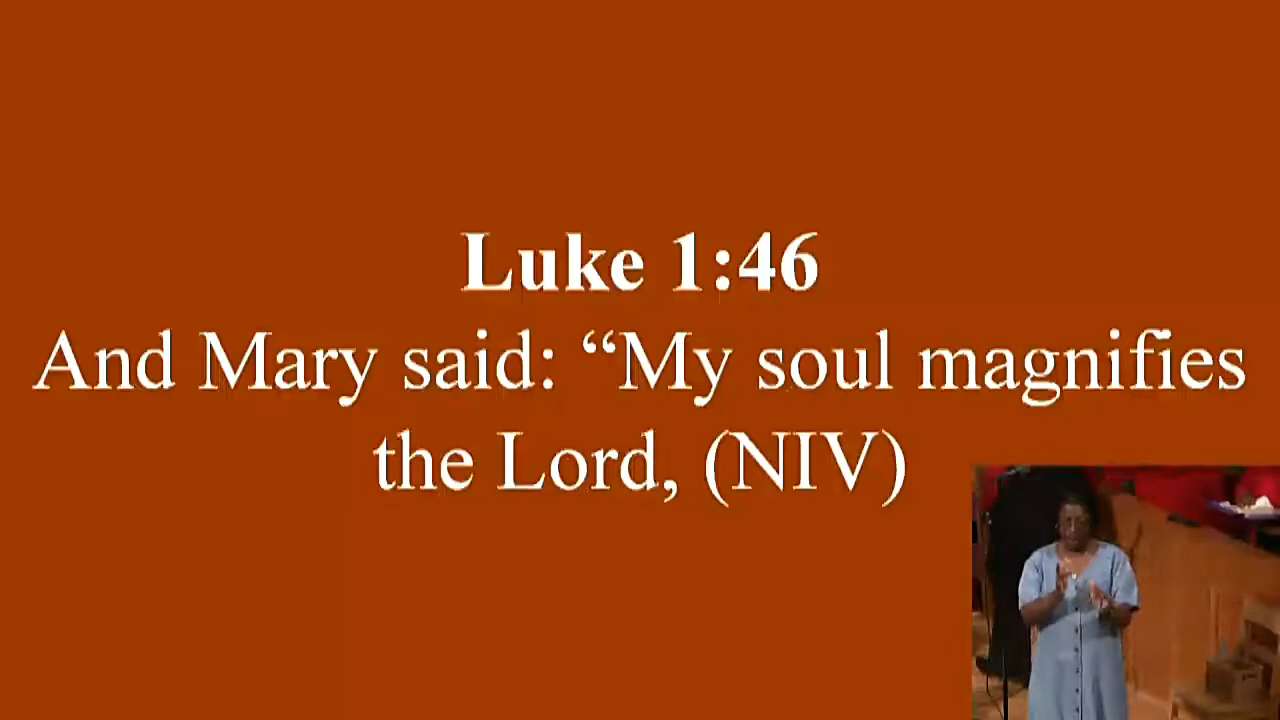 Luke 1:46
And Mary said: “My soul magnifies
the Lord, (NIV)